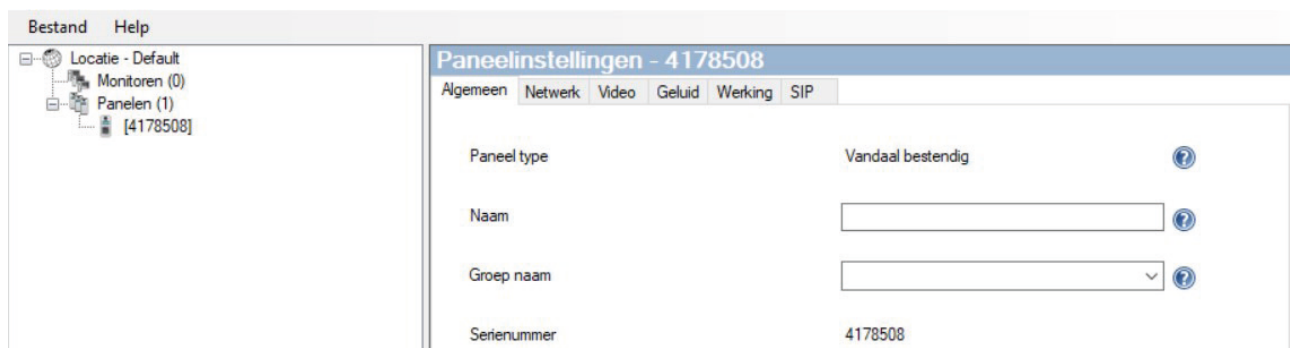 Bestand Help
Locatie - Default
Monitoren (0)
Panelen (1)
[4178508]
Paneelinstellingen - 4178508
Algemeen Netwerk Video Geluid Werking SIP
Paneel type Vandaal bestendig
Naam
Groep naam
Serienummer 4178508